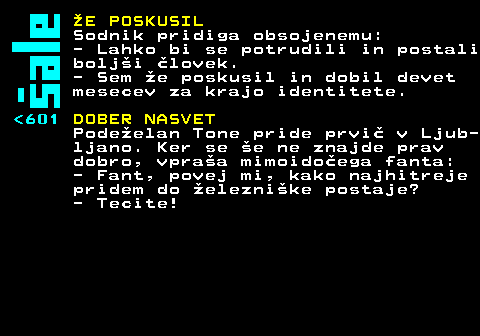 šale
ŽE POSKUSIL
Sodnik pridiga obsojenemu:
- Lahko bi se potrudili in postali
boljši človek.
- Sem že poskusil in dobil devet
mesecev za krajo identitete.
<601 DOBER NASVET
Podeželan Tone pride prvič v Ljub-
ljano. Ker se še ne znajde prav
dobro, vpraša mimoidočega fanta:
- Fant, povej mi, kako najhitreje
pridem do železniške postaje?
- Tecite!